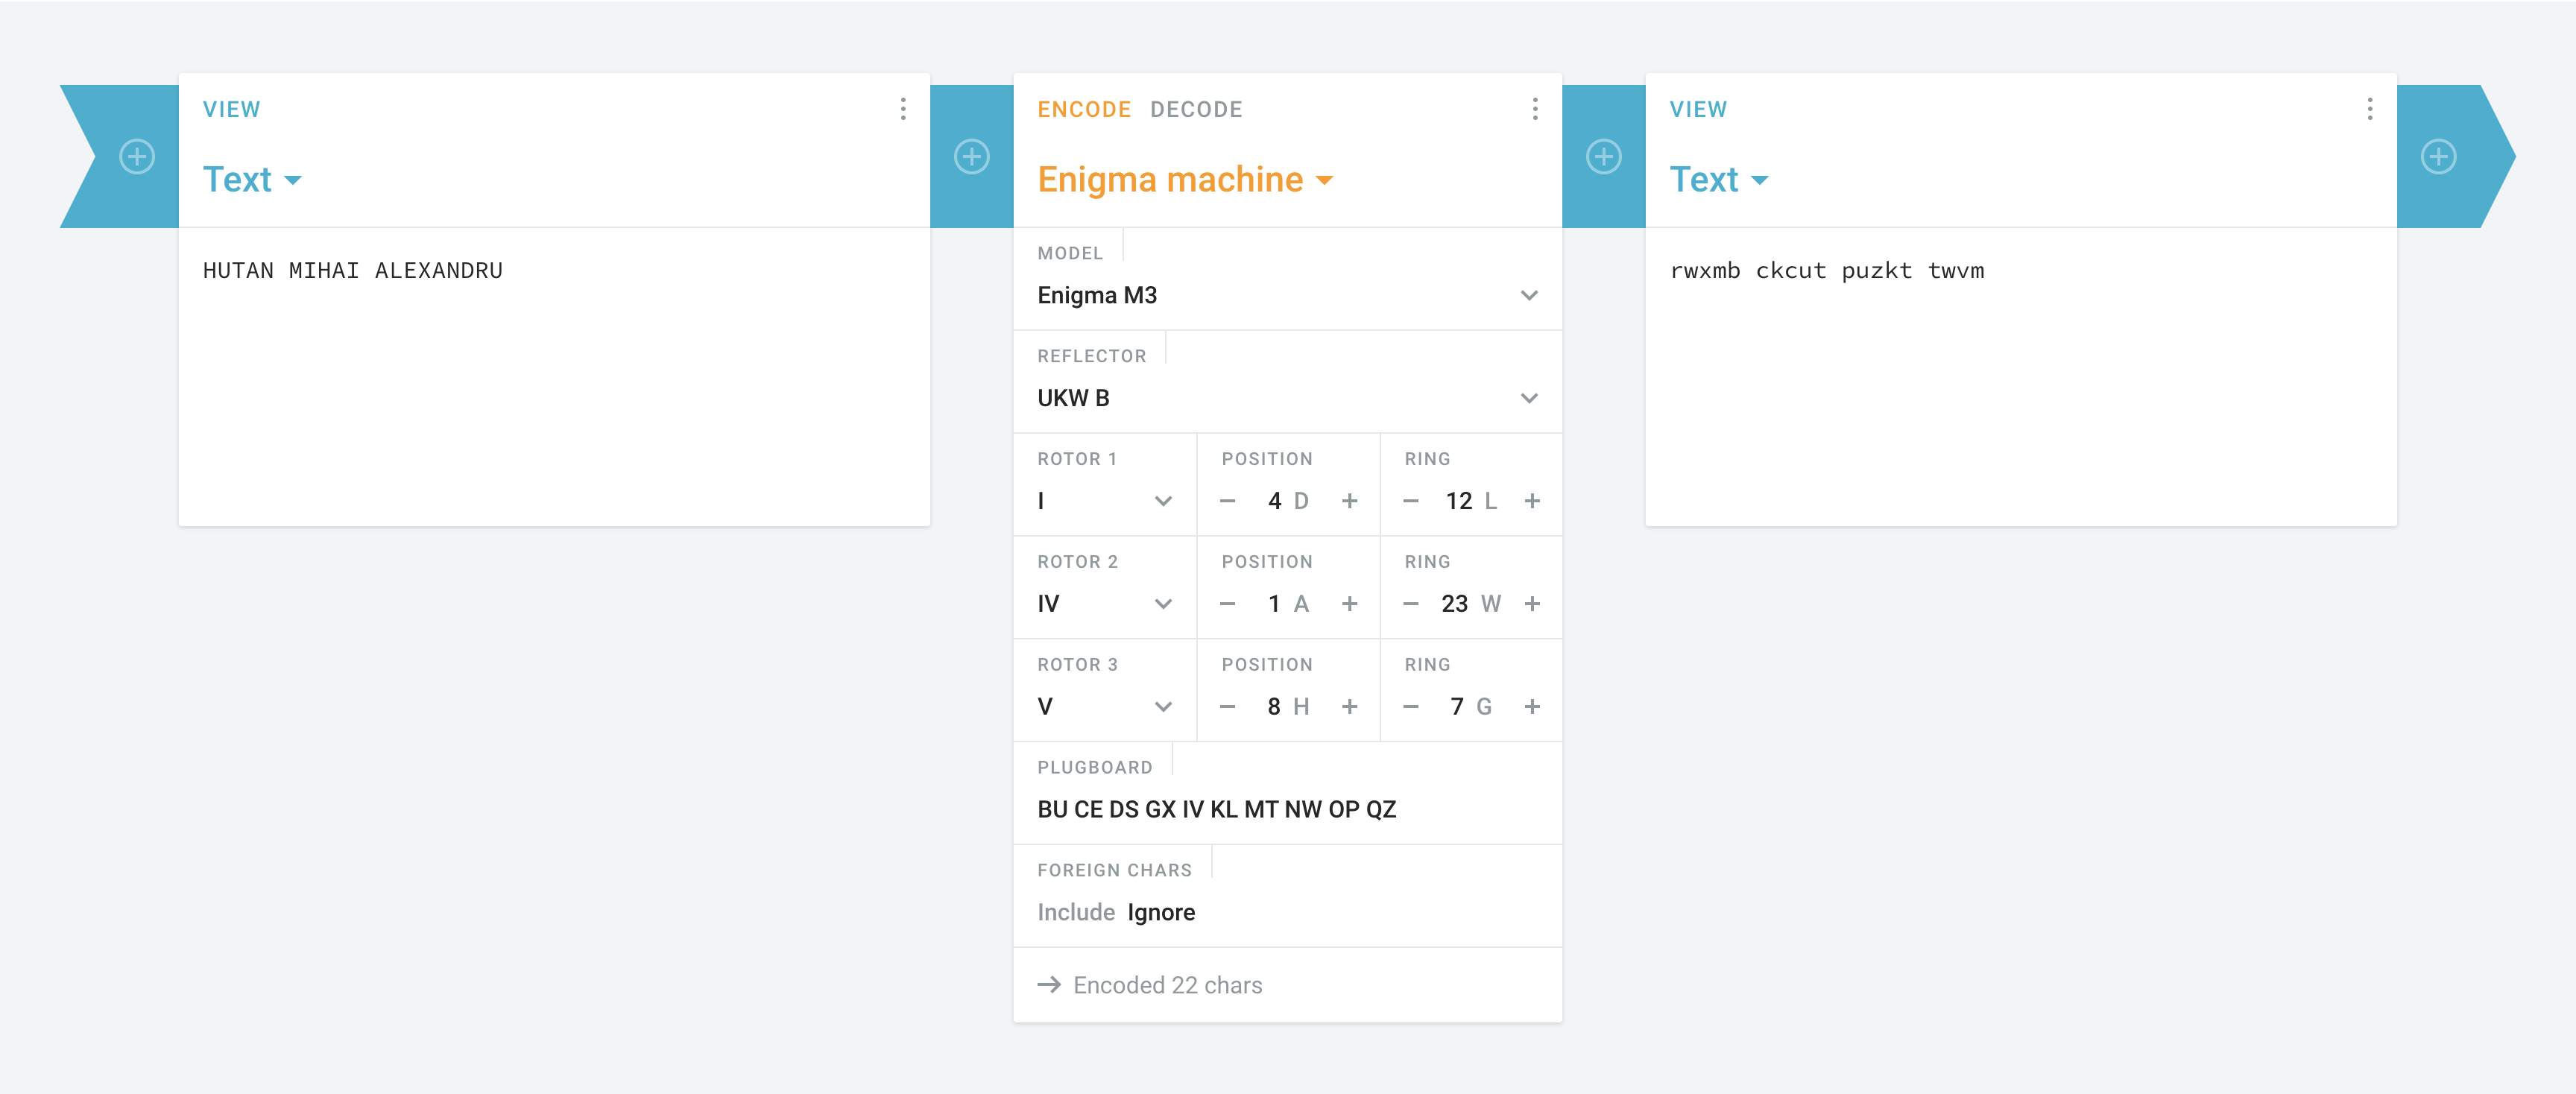 VIEW
Text
HUTAN MIHAI ALEXANDRU
ENCODE DECODE
Enigma machine
MODEL
Enigma M3
REFLECTOR
UKW B
ROTOR 1 POSITION RING
I 4 D 12 L
ROTOR 2 POSITION RING
IV 1 A 23 W
ROTOR 3 POSITION RING
V 8 H 7 G
PLUGBOARD
BU CE DS GX IV KL MT NW OP QZ
FOREIGN CHARS
Include Ignore
→ Encoded 22 chars
VIEW
Text
rwxmb ckcut puzkt twvm